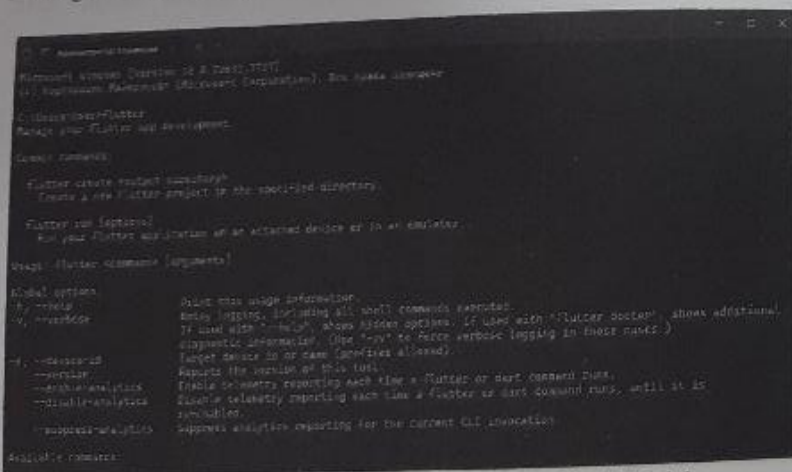 Microsoft Windows [Version
(c) Корпорация Майкрософт (Microsoft Corporation). Все права защищены.
C:\Users\User>flutter
Manage your Flutter app development.
Common commands:
flutter create <output directory>
Create a new Flutter project in the specified directory.
flutter run [options]
Run your Flutter application on an attached device or in an emulator.
Usage: flutter <command> [arguments]
Global options:
-h, --help Print this usage information.
-v, --verbose Noisy logging, including all shell commands executed.
If used with "--help", shows hidden options. If used with "flutter doctor", shows additional
diagnostic information. (Use "-vv" to force verbose logging in those cases.)
-d, --device-id Target device id or name (prefixes allowed).
--version Reports the version of this tool.
--enable-analytics Enable telemetry reporting each time a flutter or dart command runs.
--disable-analytics Disable telemetry reporting each time a flutter or dart command runs, until it is
re-enabled.
--suppress-analytics Suppress analytics reporting for the current CLI invocation.
Available commands: